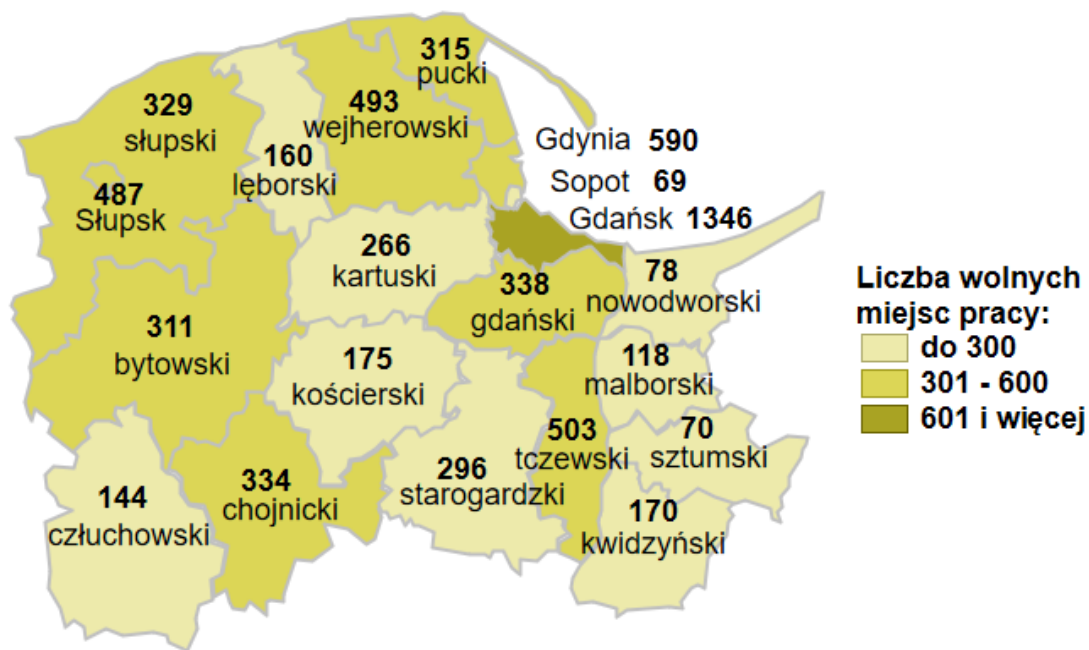 315
pucki
329
słupski
493
wejherowski
Gdynia 590
160
lęborski
Sopot 69
487
Słupsk
Gdańsk 1346
266
kartuski
78
nowodworski
338
gdański
311
bytowski
175
kościerski
118
malborski
503
tczewski
70
sztumski
296
starogardzki
334
chojnicki
144
człuchowski
170
kwidzyński
Liczba wolnych
miejsc pracy:
do 300
301 - 600
601 i więcej